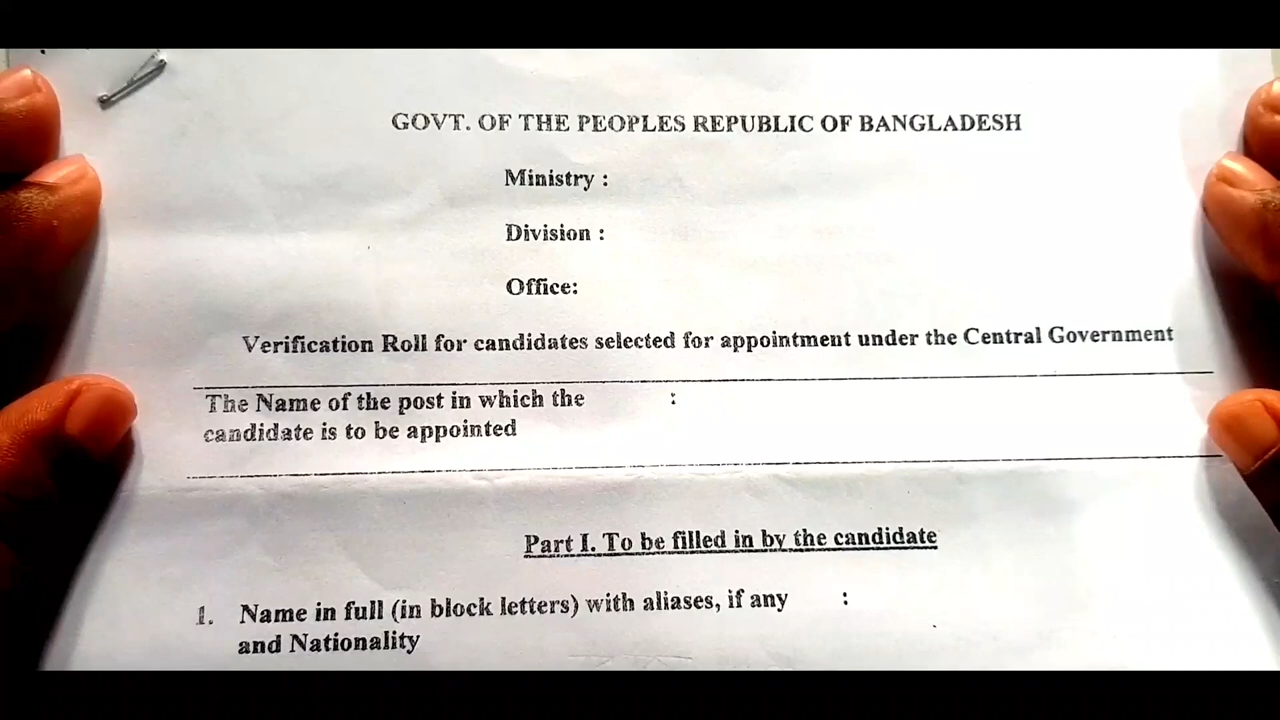 GOVT. OF THE PEOPLES REPUBLIC OF BANGLADESH
Ministry :
Division :
Office:
Verification Roll for candidates selected for appointment under the Central Government
The Name of the post in which the :
candidate is to be appointed
Part I. To be filled in by the candidate
1. Name in full (in block letters) with aliases, if any :
and Nationality